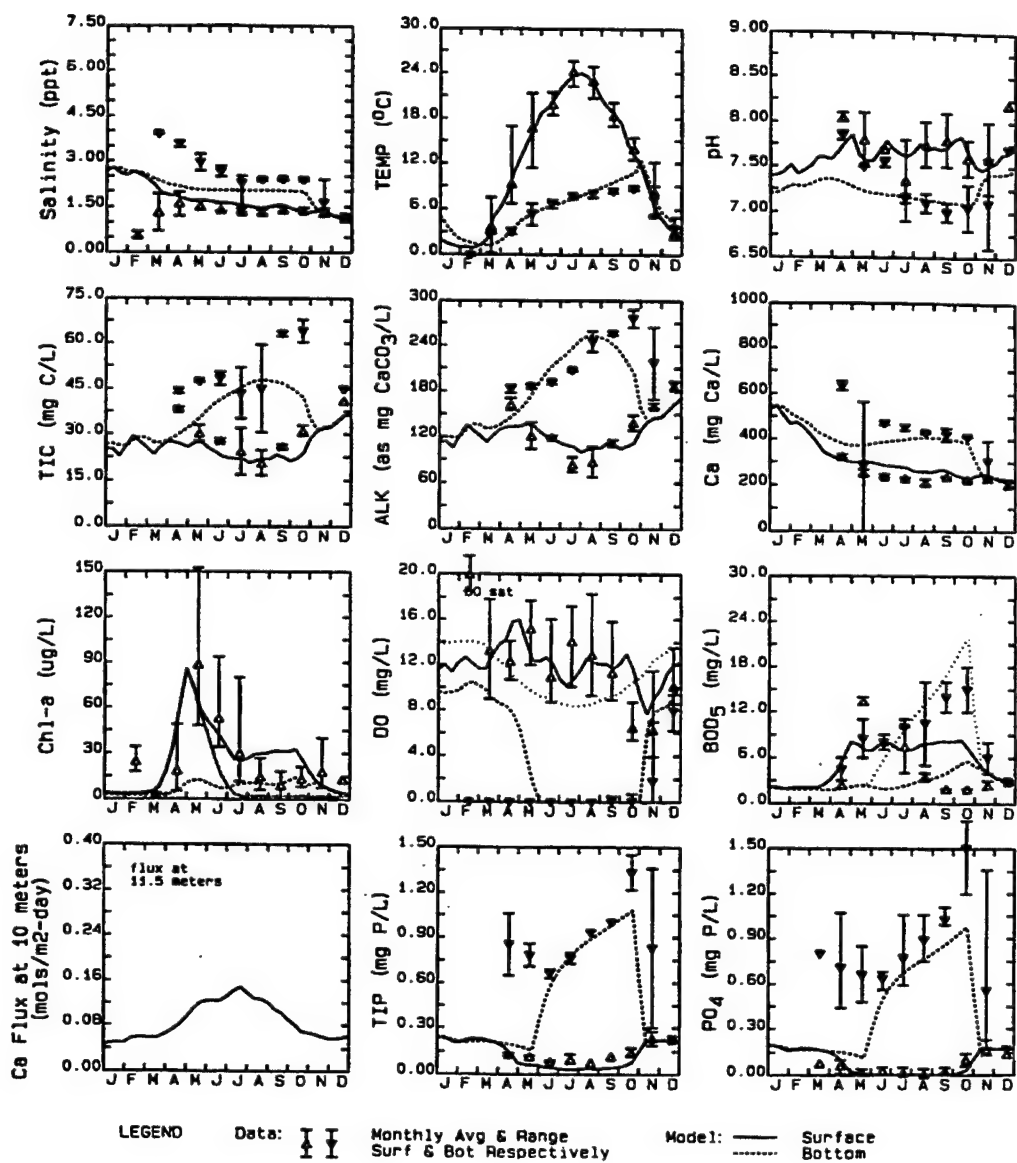 Salinity (ppt)
7.50
6.00
4.50
3.00
1.50
0.00
J F M A M J J A S O N D
TEMP (ºC)
30.0
24.0
18.0
12.0
6.0
0.0
J F M A M J J A S O N D
pH
9.00
8.50
8.00
7.50
7.00
6.50
J F M A M J J A S O N D
TIC (mg C/L)
75.0
60.0
45.0
30.0
15.0
0.0
J F M A M J J A S O N D
ALK (as mg CaCO3/L)
300
240
180
120
60
0
J F M A M J J A S O N D
Ca (mg Ca/L)
1000
800
600
400
200
0
J F M A M J J A S O N D
Chl-a (ug/L)
150
120
90
60
30
0
J F M A M J J A S O N D
DO (mg/L)
20.0
16.0
12.0
8.0
4.0
0.0
sat
J F M A M J J A S O N D
BOD5 (mg/L)
30.0
24.0
18.0
12.0
6.0
0.0
J F M A M J J A S O N D
Ca Flux at 10 meters
(mols/m2-day)
0.40
0.32
0.24
0.16
0.08
0.00
flux at
11.5 meters
J F M A M J J A S O N D
TIP (mg P/L)
1.50
1.20
0.90
0.60
0.30
0.00
J F M A M J J A S O N D
PO4 (mg P/L)
1.50
1.20
0.90
0.60
0.30
0.00
J F M A M J J A S O N D
LEGEND Data: Monthly Avg & Range Model: Surface
Surf & Bot Respectively Bottom